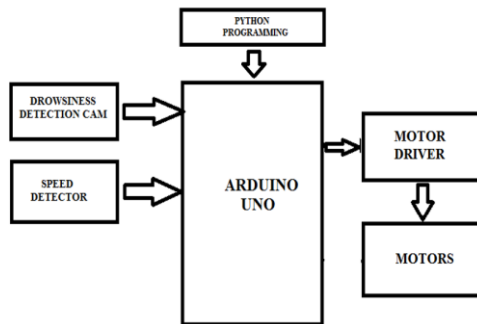 PYTHON
PROGRAMMING
DROWSINESS
DETECTION CAM
SPEED
DETECTOR
ARDUINO
UNO
MOTOR
DRIVER
MOTORS